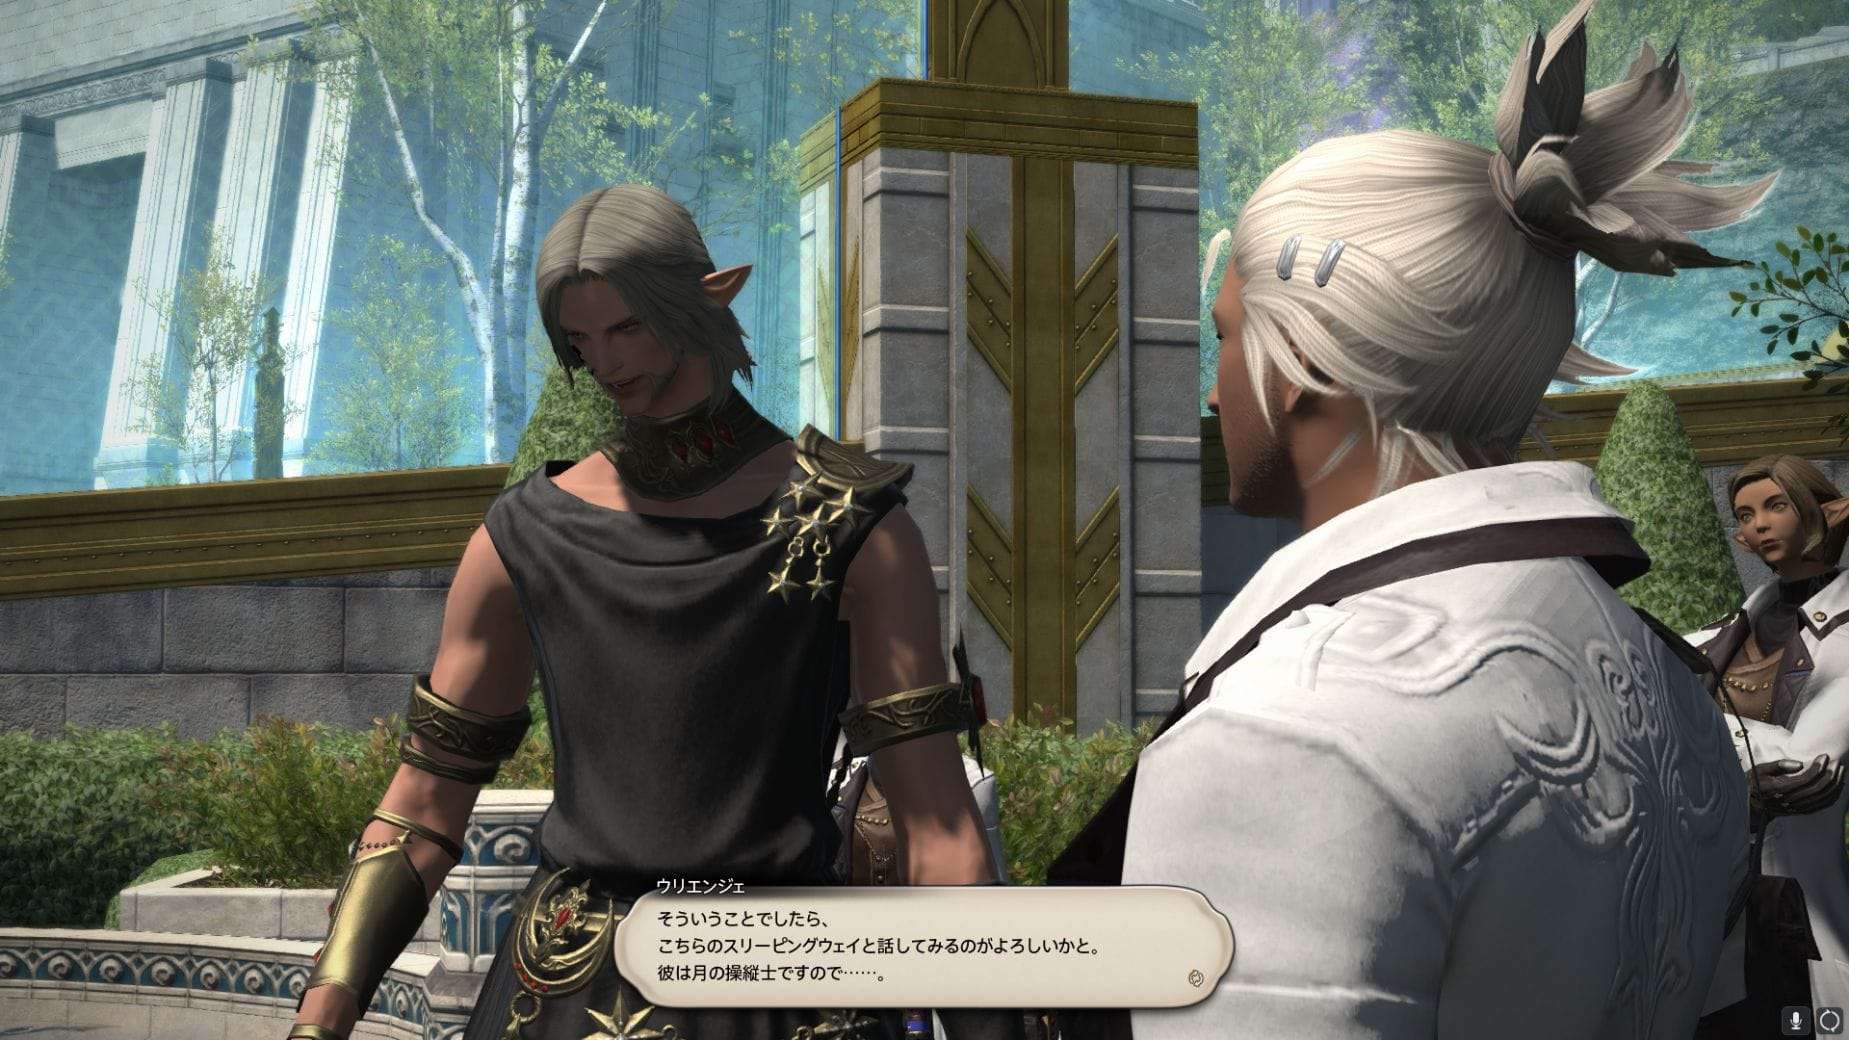 ウリエンジェ
そういうことでしたら、
こちらのスリーピングウェイと話してみるのがよろしいかと。
彼は月の操縦士ですので……。